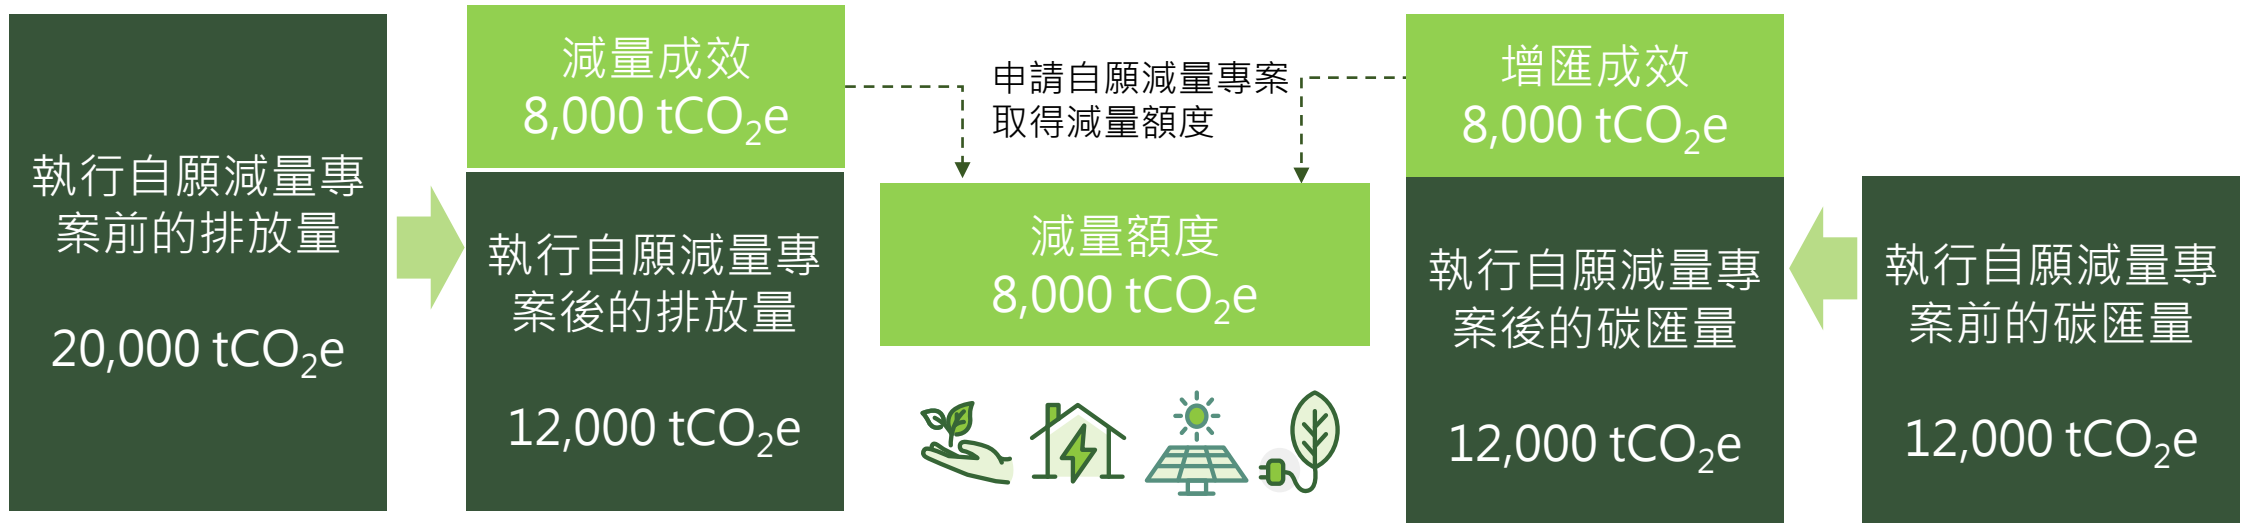 執行自願減量專
案前的排放量
20,000 tCO₂e
減量成效
8,000 tCO₂e
執行自願減量專
案後的排放量
12,000 tCO₂e
申請自願減量專案
取得減量額度
減量額度
8,000 tCO₂e
增匯成效
8,000 tCO₂e
執行自願減量專
案後的碳匯量
12,000 tCO₂e
執行自願減量專
案前的碳匯量
12,000 tCO₂e